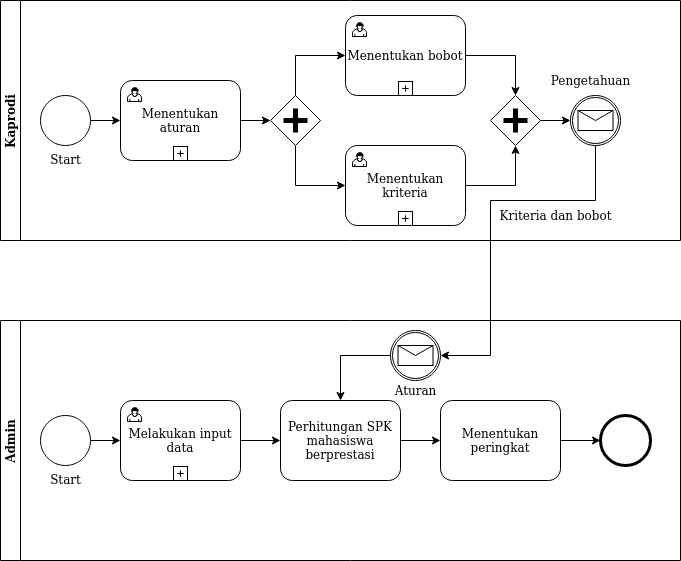 Kaprodi
Start
Menentukan
aturan
Menentukan bobot
Menentukan
kriteria
Pengetahuan
Kriteria dan bobot
Admin
Start
Melakukan input
data
Aturan
Perhitungan SPK
mahasiswa
berprestasi
Menentukan
peringkat